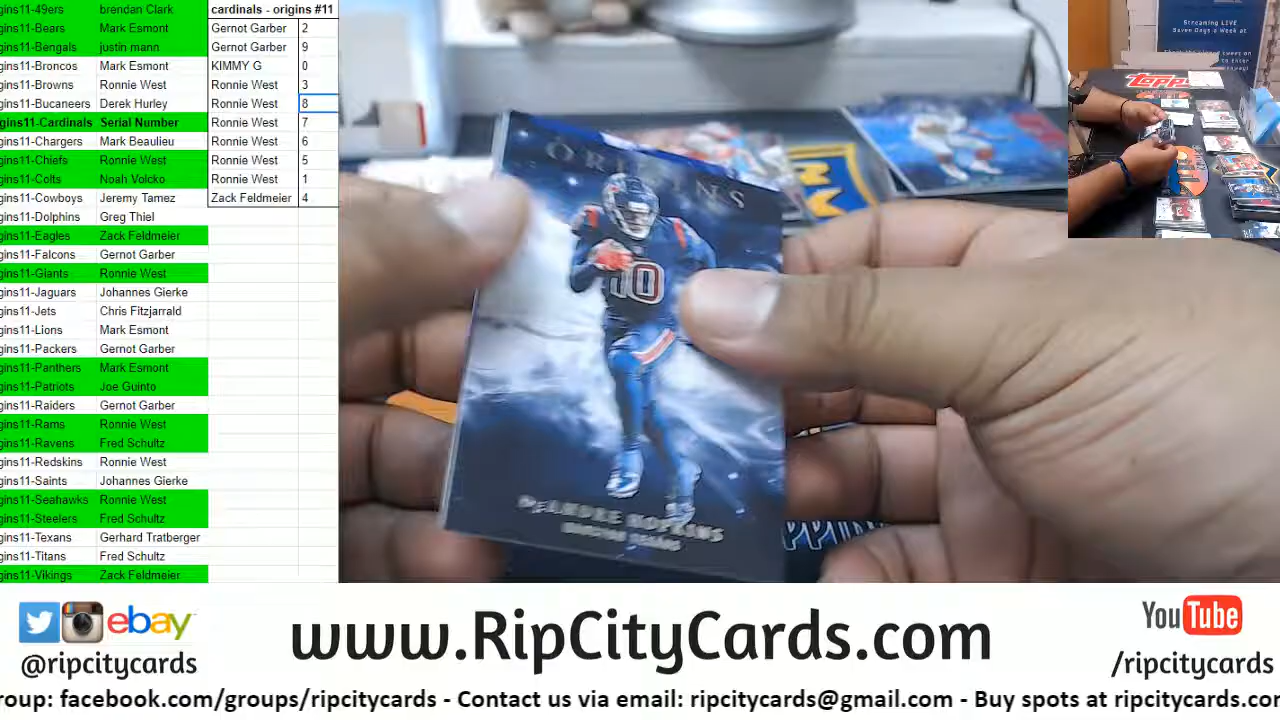 gins11-49ers brendan Clark cardinals - origins #11
gins11-Bears Mark Esmont Gernot Garber 2
gins11-Bengals justin mann Gernot Garber 9
gins11-Broncos Mark Esmont KIMMY G 0
gins11-Browns Ronnie West Ronnie West 3
gins11-Bucaneers Derek Hurley Ronnie West 8
gins11-Cardinals Serial Number Ronnie West 7
gins11-Chargers Mark Beaulieu Ronnie West 6
gins11-Chiefs Ronnie West Ronnie West 5
gins11-Colts Noah Volcko Ronnie West 1
gins11-Cowboys Jeremy Tamez Zack Feldmeier 4
gins11-Dolphins Greg Thiel
gins11-Eagles Zack Feldmeier
gins11-Falcons Gernot Garber
gins11-Giants Ronnie West
gins11-Jaguars Johannes Gierke
gins11-Jets Chris Fitzjarrald
gins11-Lions Mark Esmont
gins11-Packers Gernot Garber
gins11-Panthers Mark Esmont
gins11-Patriots Joe Guinto
gins11-Raiders Gernot Garber
gins11-Rams Ronnie West
gins11-Ravens Fred Schultz
gins11-Redskins Ronnie West
gins11-Saints Johannes Gierke
gins11-Seahawks Ronnie West
gins11-Steelers Fred Schultz
gins11-Texans Gerhard Tratberger
gins11-Titans Fred Schultz
gins11-Vikings Zack Feldmeier
ORIGINS
10
DEANDRE HOPKINS
HOUSTON TEXANS
Streaming LIVE
Seven Days a Week at
Topps
ebay
@ripcitycards
www.RipCityCards.com
YouTube
/ripcitycards
roup: facebook.com/groups/ripcitycards - Contact us via email: ripcitycards@gmail.com - Buy spots at ripcitycards.com